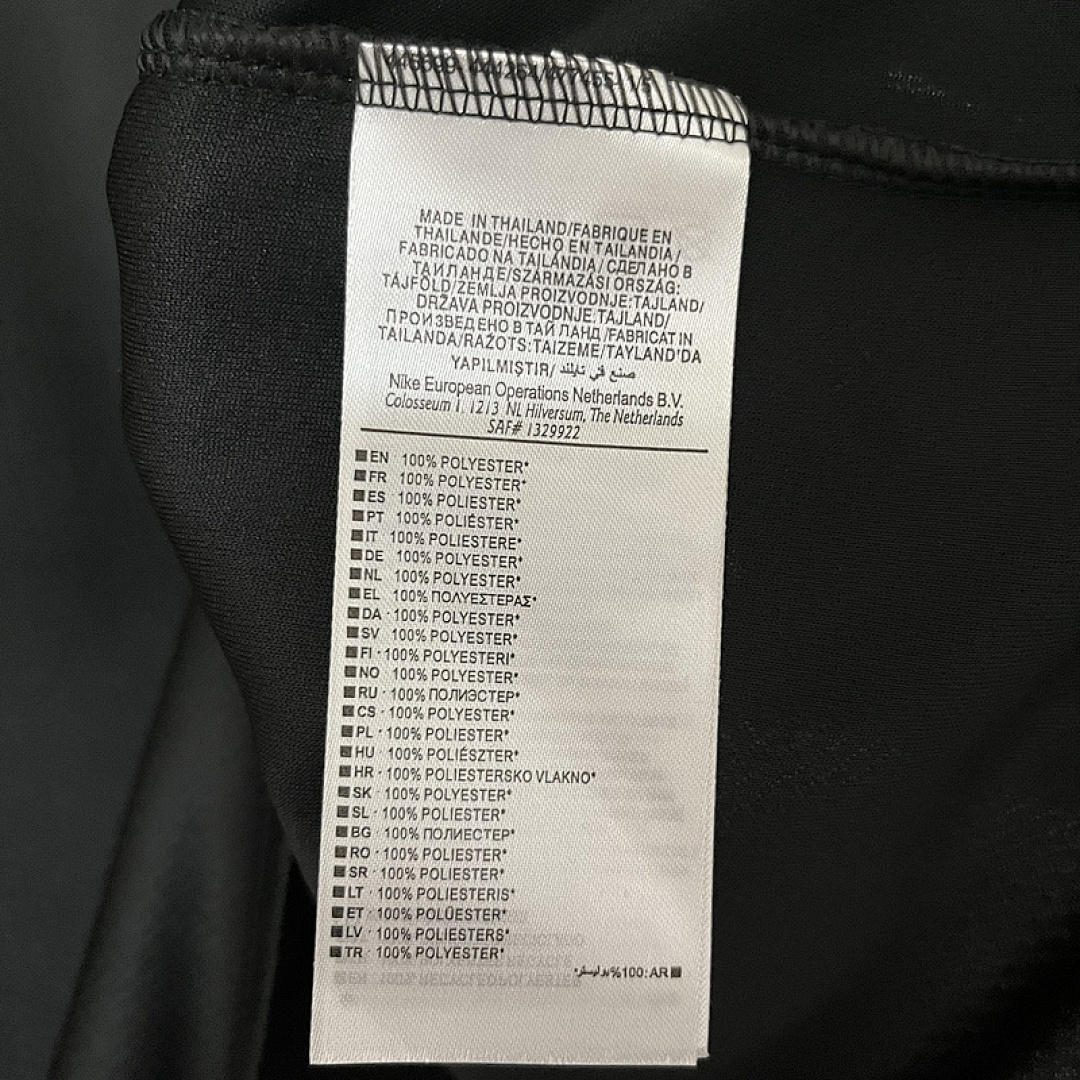 MADE IN THAILAND/FABRIQUE EN
THAILANDE/HECHO EN TAILANDIA/
FABRICADO NA TAILÂNDIA/СДЕЛАНО В
ТАИЛАНДЕ/SZÁRMAZÁSI ORSZÁG:
TÁJFÖLD/ZEMLJA PROIZVODNJE:TAJLAND/
DRŽAVA PROIZVODNJE:TAJLAND/
ПРОИЗВЕДЕНО В ТАЙЛАНД/FABRICAT IN
TAILANDA/RAŽOTS:TAIZEME/TAYLAND'DA
YAPILMIŞTIR/ صنع في تايلند
Nike European Operations Netherlands B.V.
Colosseum 1. 1213 NL Hilversum, The Netherlands
SAF# 1329922
EN · 100% POLYESTER*
FR 100% POLYESTER*
ES 100% POLIESTER*
PT 100% POLIÉSTER*
IT · 100% POLIESTERE*
DE 100% POLYESTER*
NL 100% POLYESTER*
EL 100% ΠΟΛΥΕΣΤΕΡΑΣ*
DA · 100% POLYESTER*
SV 100% POLYESTER*
FI · 100% POLYESTERI*
NO 100% POLYESTER*
RU · 100% ПОЛИЭСТЕР*
CS · 100% POLYESTER*
PL · 100% POLYESTER*
HU · 100% POLIÉSZTER*
HR · 100% POLIESTERSKO VLAKNO*
SK · 100% POLYESTER*
SL · 100% POLIESTER*
BG · 100% ПОЛИЕСТЕР*
RO · 100% POLIESTER*
SR · 100% POLIESTER*
LT · 100% POLIESTERIS*
ET · 100% POLÜESTER*
LV · 100% POLIESTERS*
TR · 100% POLYESTER*
AR:100% بوليستر*